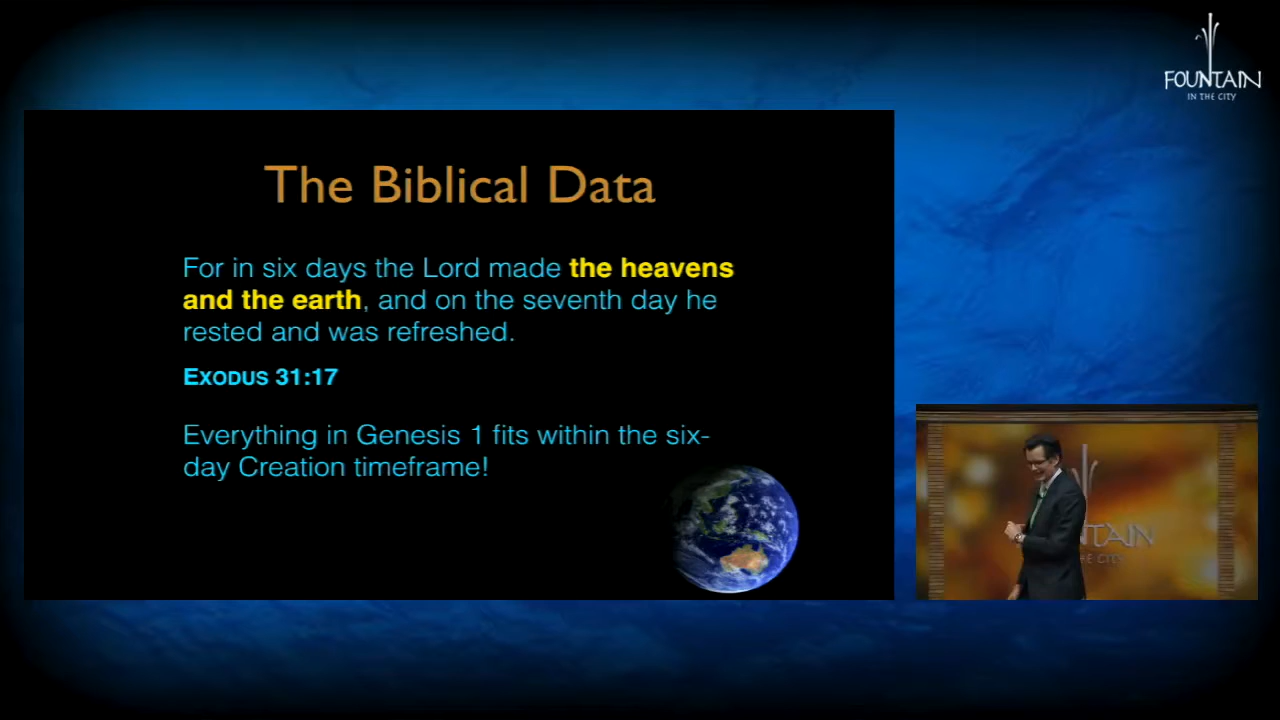 FOUNTAIN
IN THE CITY
The Biblical Data
For in six days the Lord made the heavens
and the earth, and on the seventh day he
rested and was refreshed.
EXODUS 31:17
Everything in Genesis 1 fits within the six-
day Creation timeframe!